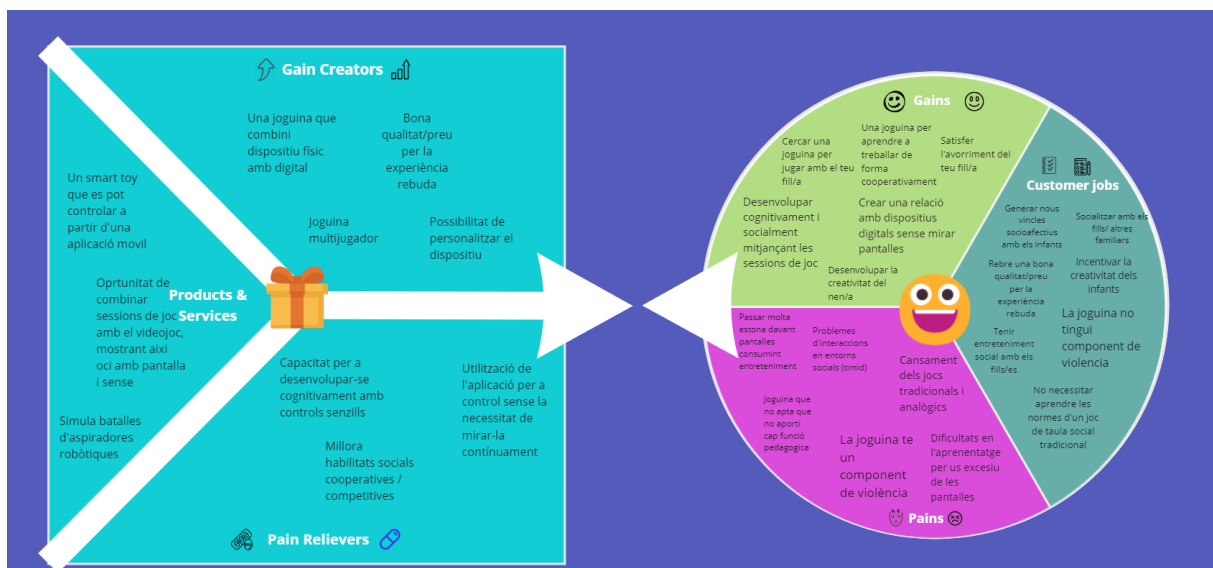 Gain Creators
Una joguina que
combini
dispositiu físic
amb digital
Bona
qualitat/preu
per la
experiència
rebuda
Joguina
multijugador
Possibilitat de
personalitzar el
dispositiu
Un smart toy
que es pot
controlar a
partir d'una
aplicació movil
Oprtunitat de
combinar
sessions de joc
amb el videojoc,
mostrant aixi
oci amb pantalla
i sense
Simula batalles
d'aspiradores
robòtiques
Products &
Services
Capacitat per a
desenvolupar-se
cognitivament amb
controls senzills
Utilització de
l'aplicació per a
control sense la
necessitat de
mirar-la
contínuament
Millora
habilitats socials
cooperatives /
competitives
Pain Relievers
Gains
Cercar una
joguina per
jugar amb el teu
fill/a
Una joguina per
aprendre a
treballar de
forma
cooperativament
Satisfer
l'avorriment del
teu fill/a
Desenvolupar
cognitivament i
socialment
mitjançant les
sessions de joc
Crear una relació
amb dispositius
digitals sense mirar
pantalles
Desenvolupar la
creativitat del
nen/a
Customer jobs
Generar nous
vincles
socioafectius
amb els infants
Socialitzar amb els
fills/ altres
familiars
Rebre una bona
qualitat/preu
per la
experiència
rebuda
Incentivar la
creativitat dels
infants
Tenir
entreteniment
social amb els
fills/es
La joguina no
tingui
component de
violencia
No necessitar
aprendre les
normes d'un joc
de taula social
tradicional
Passar molta
estona davant
pantalles
consumint
entreteniment
Problemes
d'interaccions
en entorns
socials (timid)
Cansament
dels jocs
tradicionals i
analògics
Joguina que
no apta que
no aporti
cap funció
pedagogica
La joguina te
un
component
de violència
Dificultats en
l'aprenentatge
per us excesiu
de les
pantalles
Pains